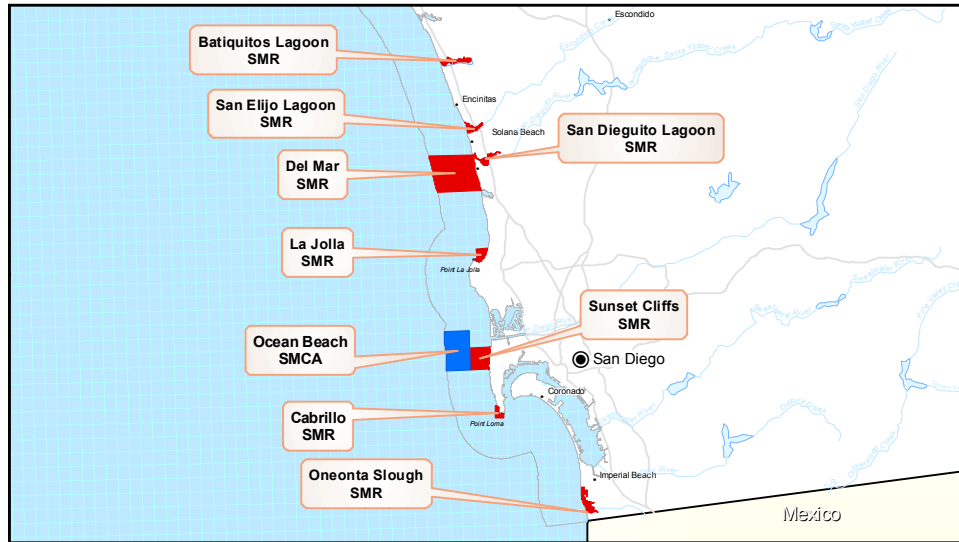 Escondido
Batiquitos Lagoon
SMR
Encinitas
San Elijo Lagoon
SMR
Solana Beach
San Dieguito Lagoon
SMR
Del Mar
SMR
La Jolla
SMR
Point La Jolla
Sunset Cliffs
SMR
Ocean Beach
SMCA
San Diego
Coronado
Cabrillo
SMR
Point Loma
Oneonta Slough
SMR
Imperial Beach
Mexico